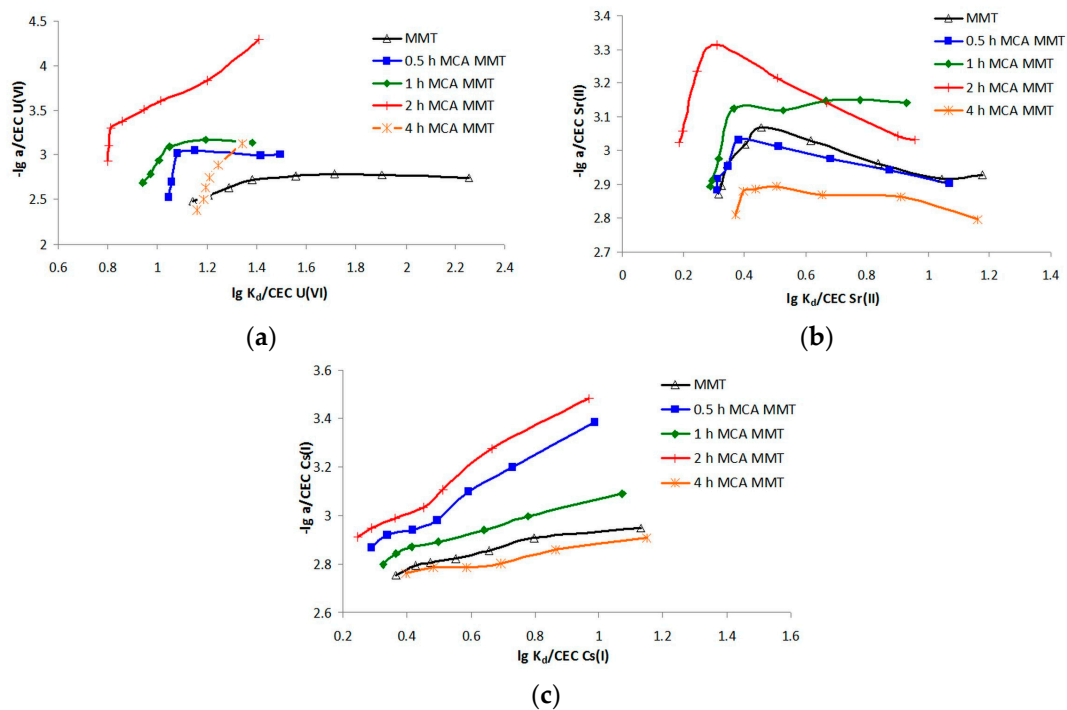 4.5
4
3.5
3
2.5
2
0.6 0.8 1 1.2 1.4 1.6 1.8 2 2.2 2.4
-lg a/CEC U(VI)
lg Kd/CEC U(VI)
MMT
0.5 h MCA MMT
1 h MCA MMT
2 h MCA MMT
4 h MCA MMT
(a)
3.4
3.3
3.2
3.1
3.0
2.9
2.8
2.7
0 0.2 0.4 0.6 0.8 1 1.2 1.4
-lg a/CEC Sr(II)
lg Kd/CEC Sr(II)
MMT
0.5 h MCA MMT
1 h MCA MMT
2 h MCA MMT
4 h MCA MMT
(b)
3.6
3.4
3.2
3
2.8
2.6
0.2 0.4 0.6 0.8 1 1.2 1.4 1.6
-lg a/CEC Cs(I)
lg Kd/CEC Cs(I)
MMT
0.5 h MCA MMT
1 h MCA MMT
2 h MCA MMT
4 h MCA MMT
(c)